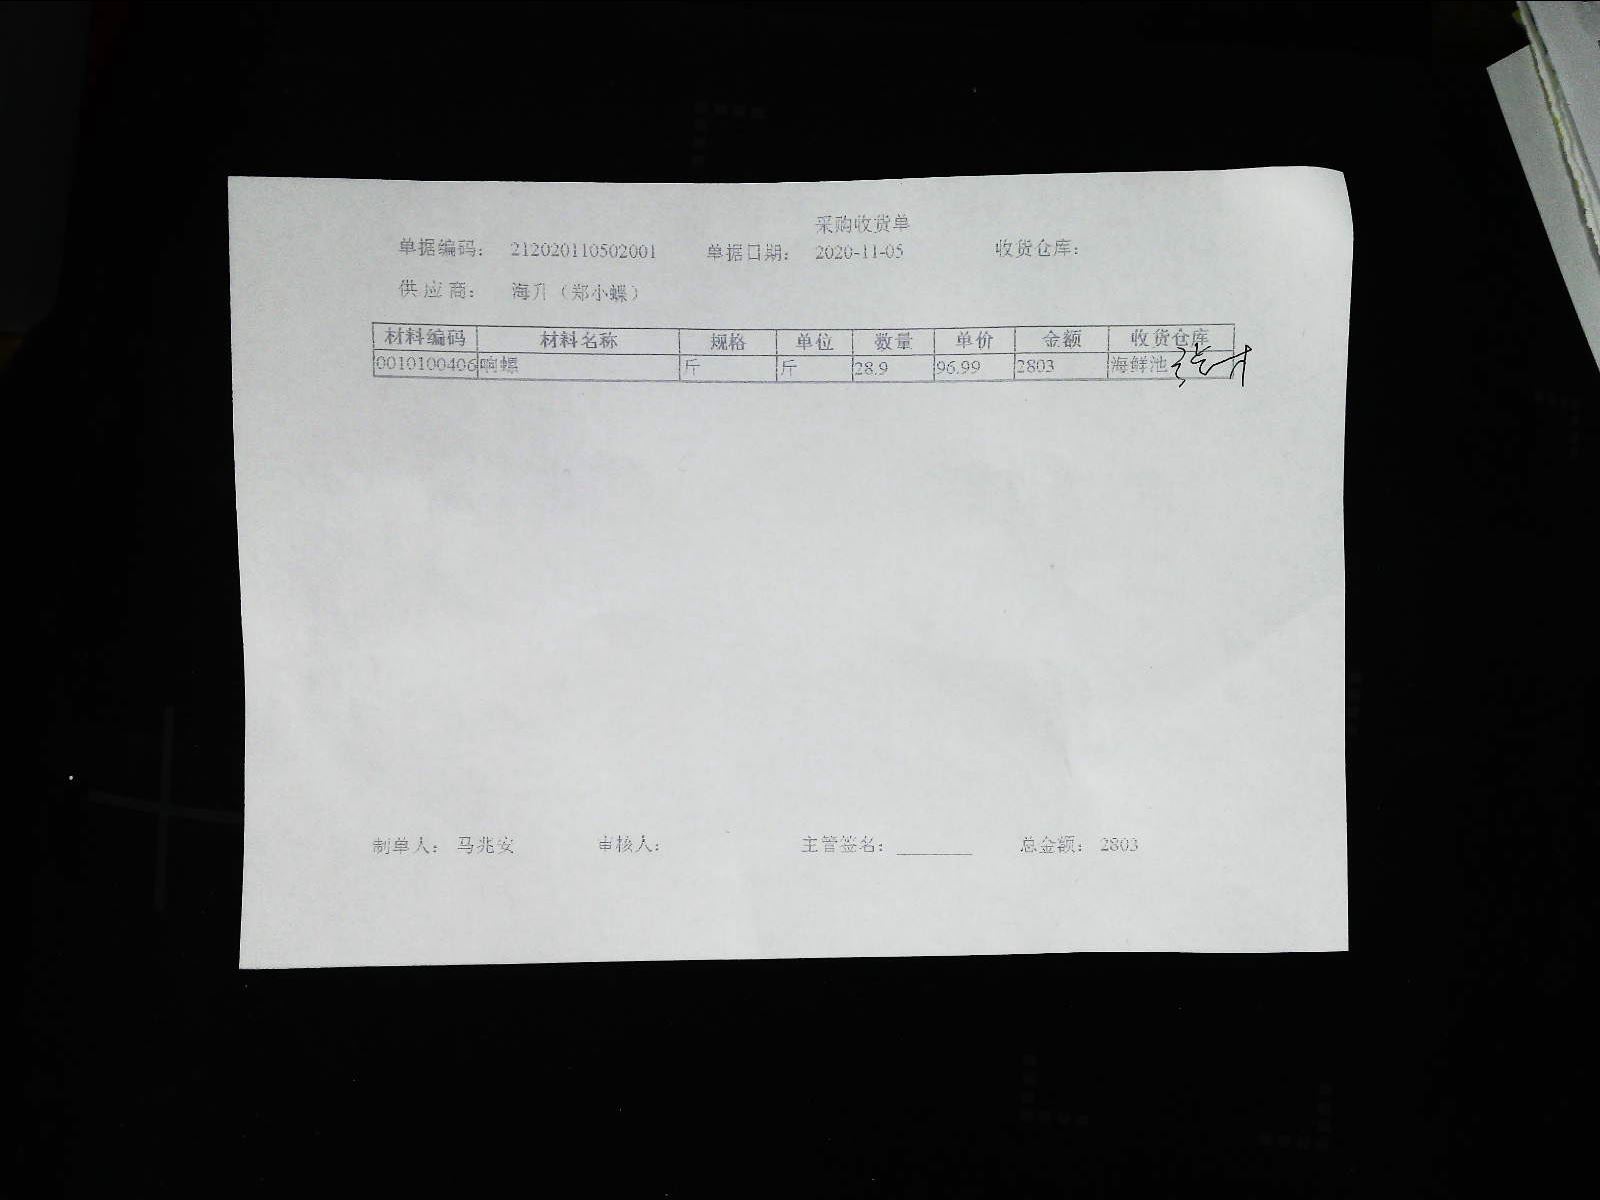 采购收货单
单据编码： 212020110502001 单据日期： 2020-11-05 收货仓库：
供 应 商： 海升（郑小蝶）
材料编码 材料名称 规格 单位 数量 单价 金额 收货仓库
0010100406 响螺 斤 斤 28.9 96.99 2803 海鲜池
制单人： 马兆安 审核人： 主管签名： ________ 总金额： 2803